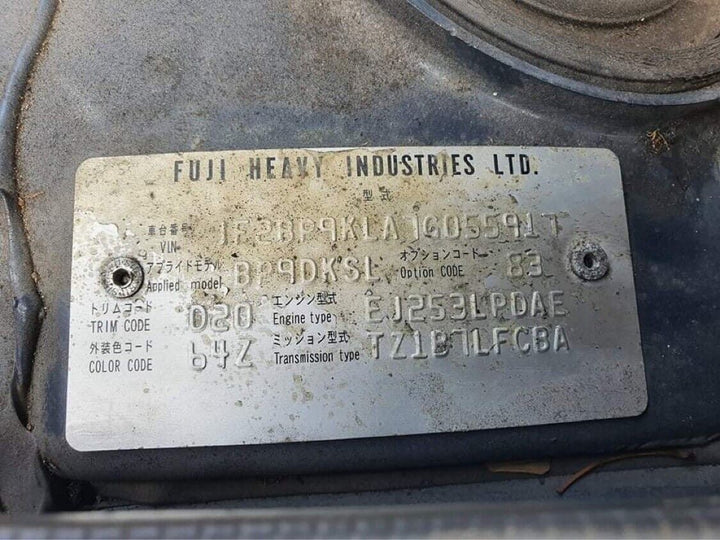 FUJI HEAVY INDUSTRIES LTD.
型式
車台番号 VIN JF2BP9KLA1G055917
アプライドモデル Applied model BP9DKSL オプションコード Option CODE 83
トリムコード TRIM CODE D20 エンジン型式 Engine type EJ253LPDAE
外装色コード COLOR CODE 64Z ミッション型式 Transmission type TZ1B7LFCBA